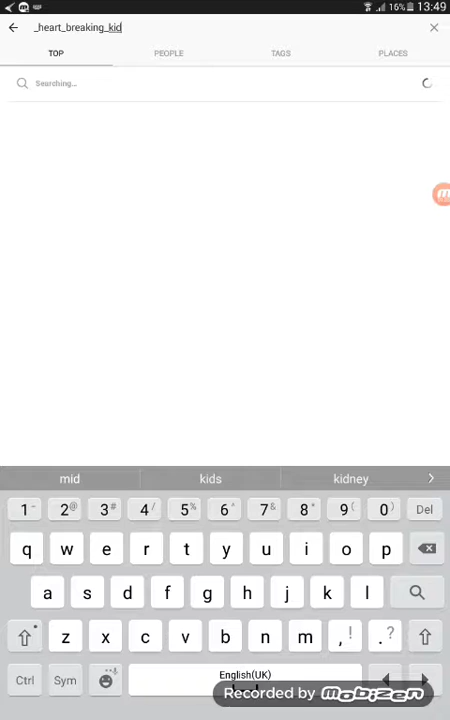 16% 13:49
_heart_breaking_kid
TOP PEOPLE TAGS PLACES
Searching...
mid kids kidney
1 - 2 @ 3 # 4 / 5 % 6 ^ 7 & 8 * 9 ( 0 ) Del
q w e r t y u i o p
a s d f g h j k l
z x c v b n m , ! . ?
Ctrl Sym English(UK)
Recorded by mobizen